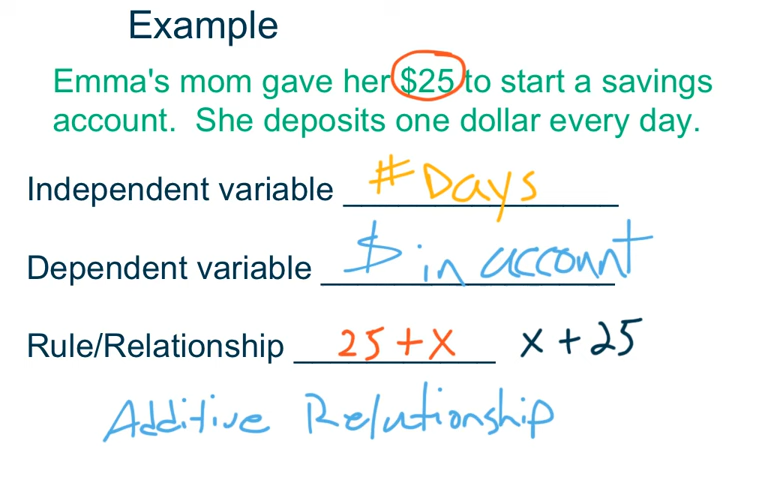 Example
Emma's mom gave her $25 to start a savings
account. She deposits one dollar every day.
Independent variable # Days
Dependent variable $ in account
Rule/Relationship 25 + x x + 25
Additive Relationship